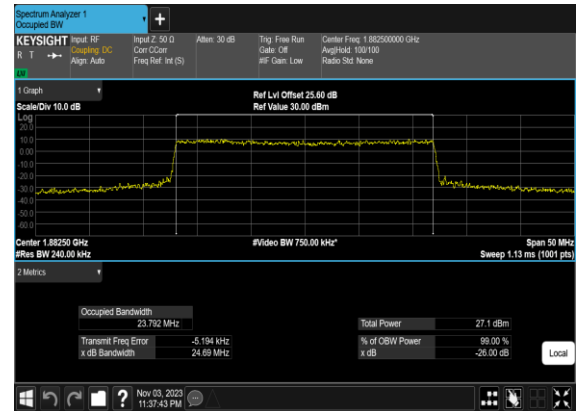 Spectrum Analyzer 1
Occupied BW
+
KEYSIGHT
R T
LXI
Input: RF
Coupling: DC
Align: Auto
Input Z: 50 Ω
Corr CCorr
Freq Ref: Int (S)
Atten: 30 dB
Trig: Free Run
Gate: Off
#IF Gain: Low
Center Freq: 1.882500000 GHz
Avg|Hold: 100/100
Radio Std: None
1 Graph
Scale/Div 10.0 dB
Ref Lvl Offset 25.60 dB
Ref Value 30.00 dBm
Log
20.0
10.0
0.00
-10.0
-20.0
-30.0
-40.0
-50.0
-60.0
Center 1.88250 GHz
#Res BW 240.00 kHz
#Video BW 750.00 kHz*
Span 50 MHz
Sweep 1.13 ms (1001 pts)
2 Metrics
Occupied Bandwidth
23.792 MHz
Total Power 27.1 dBm
Transmit Freq Error -5.194 kHz
% of OBW Power 99.00 %
x dB Bandwidth 24.69 MHz
x dB -26.00 dB
Local
?
Nov 03, 2023
11:37:43 PM